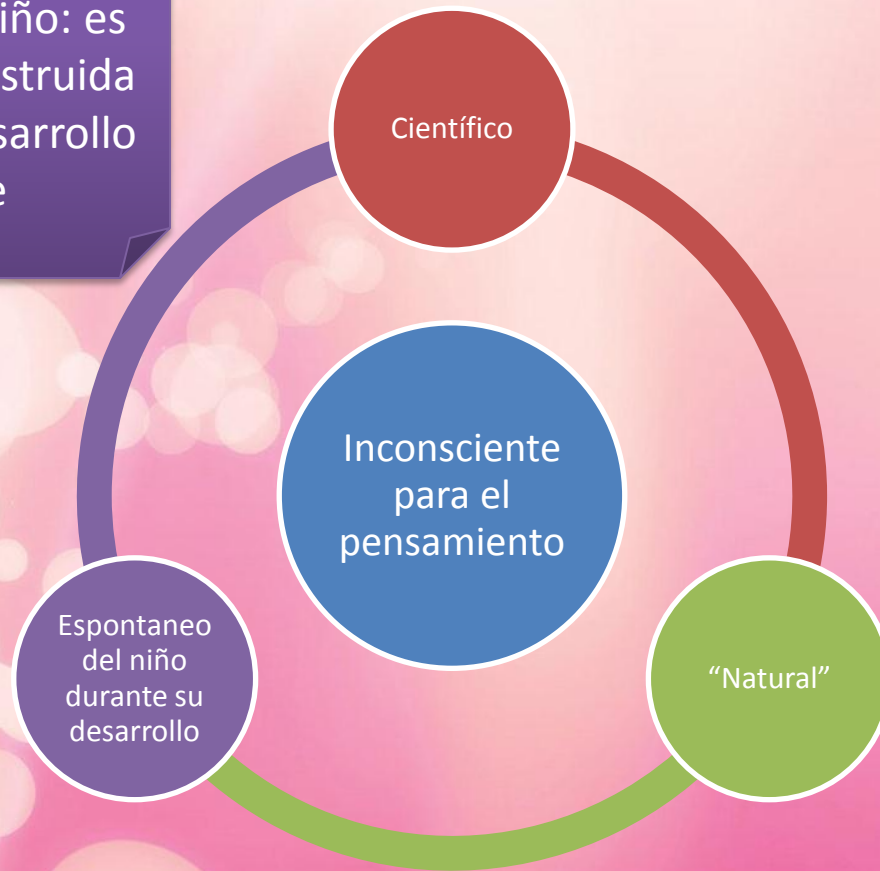 iño: es
struida
sarrollo
e
Científico
Inconsciente
para el
pensamiento
Espontaneo
del niño
durante su
desarrollo
“Natural”